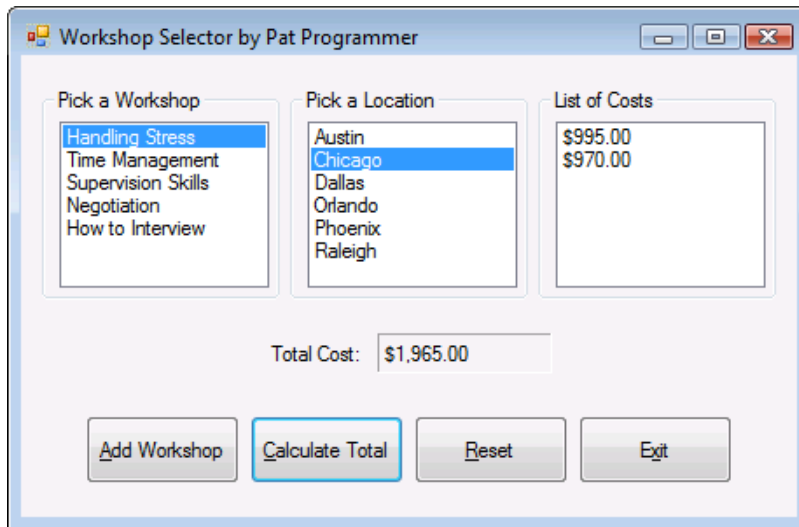 Workshop Selector by Pat Programmer
Pick a Workshop
Handling Stress
Time Management
Supervision Skills
Negotiation
How to Interview
Pick a Location
Austin
Chicago
Dallas
Orlando
Phoenix
Raleigh
List of Costs
$995.00
$970.00
Total Cost: $1,965.00
Add Workshop
Calculate Total
Reset
Exit